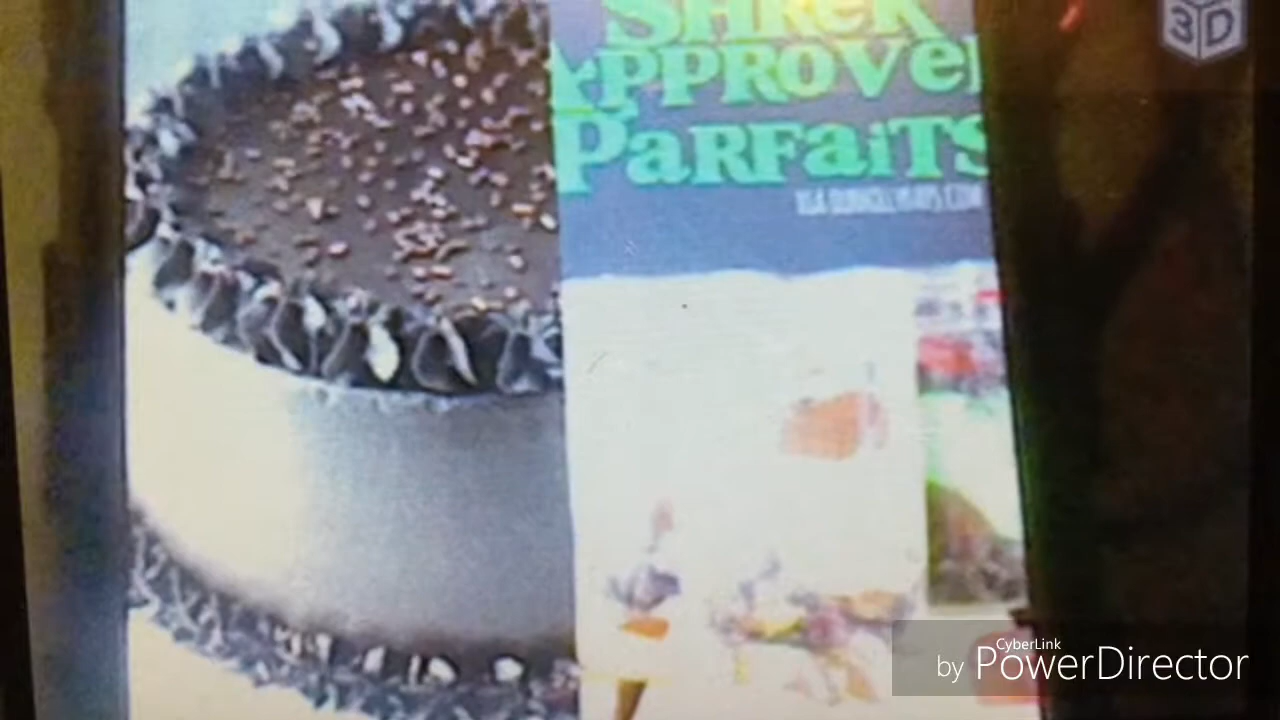 SHReK
APPROVeD
PaRFaiTS
3D
CyberLink
by PowerDirector